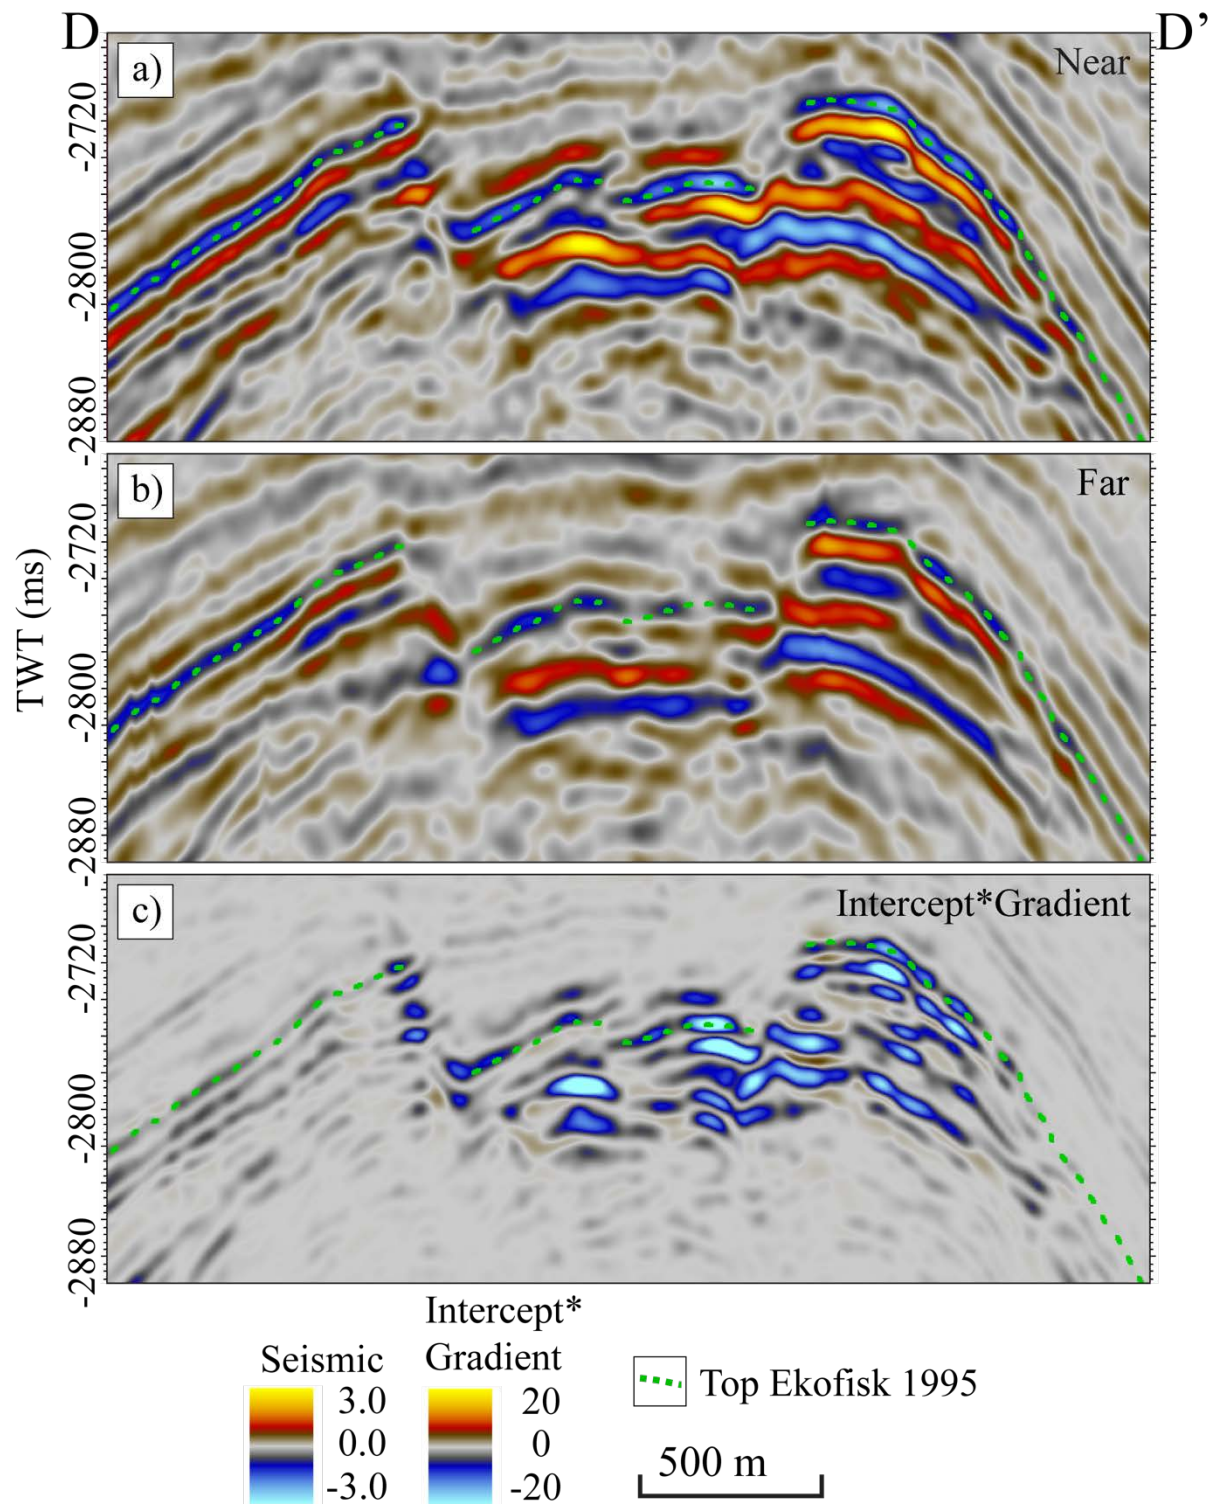 D
D’
a)
Near
-2720
-2800
-2880
b)
Far
-2720
-2800
-2880
TWT (ms)
c)
Intercept*Gradient
-2720
-2800
-2880
Intercept*
Seismic
Gradient
3.0
0.0
-3.0
20
0
-20
Top Ekofisk 1995
500 m